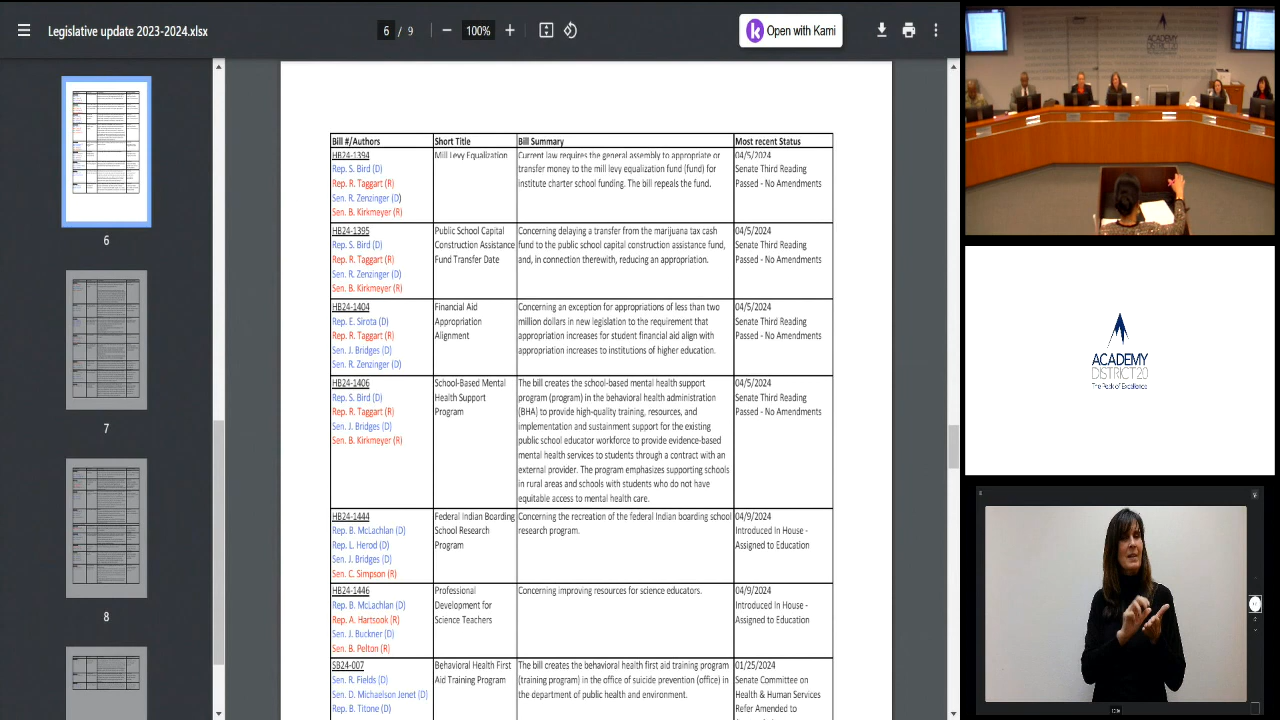 Legislative update 2023-2024.xlsx
6 / 9
100%
Open with Kami
6
7
8
Bill #/Authors Short Title Bill Summary Most recent Status
HB24-1394 Mill Levy Equalization Current law requires the general assembly to appropriate or 04/5/2024
Rep. S. Bird (D) transfer money to the mill levy equalization fund (fund) for Senate Third Reading
Rep. R. Taggart (R) institute charter school funding. The bill repeals the fund. Passed - No Amendments
Sen. R. Zenzinger (D)
Sen. B. Kirkmeyer (R)
HB24-1395 Public School Capital Concerning delaying a transfer from the marijuana tax cash 04/5/2024
Rep. S. Bird (D) Construction Assistance fund to the public school capital construction assistance fund, Senate Third Reading
Rep. R. Taggart (R) Fund Transfer Date and, in connection therewith, reducing an appropriation. Passed - No Amendments
Sen. R. Zenzinger (D)
Sen. B. Kirkmeyer (R)
HB24-1404 Financial Aid Concerning an exception for appropriations of less than two 04/5/2024
Rep. E. Sirota (D) Appropriation million dollars in new legislation to the requirement that Senate Third Reading
Rep. R. Taggart (R) Alignment appropriation increases for student financial aid align with Passed - No Amendments
Sen. J. Bridges (D) appropriation increases to institutions of higher education.
Sen. R. Zenzinger (D)
HB24-1406 School-Based Mental The bill creates the school-based mental health support 04/5/2024
Rep. S. Bird (D) Health Support program (program) in the behavioral health administration Senate Third Reading
Rep. R. Taggart (R) Program (BHA) to provide high-quality training, resources, and Passed - No Amendments
Sen. J. Bridges (D) implementation and sustainment support for the existing
Sen. B. Kirkmeyer (R) public school educator workforce to provide evidence-based
mental health services to students through a contract with an
external provider. The program emphasizes supporting schools
in rural areas and schools with students who do not have
equitable access to mental health care.
HB24-1444 Federal Indian Boarding Concerning the recreation of the federal Indian boarding school 04/9/2024
Rep. B. McLachlan (D) School Research research program. Introduced In House -
Rep. L. Herod (D) Program Assigned to Education
Sen. J. Bridges (D)
Sen. C. Simpson (R)
HB24-1446 Professional Concerning improving resources for science educators. 04/9/2024
Rep. B. McLachlan (D) Development for Introduced In House -
Rep. A. Hartsook (R) Science Teachers Assigned to Education
Sen. J. Buckner (D)
Sen. B. Pelton (R)
SB24-007 Behavioral Health First The bill creates the behavioral health first aid training program 01/25/2024
Sen. R. Fields (D) Aid Training Program (training program) in the office of suicide prevention (office) in Senate Committee on
Sen. D. Michaelson Jenet (D) the department of public health and environment. Health & Human Services
Rep. B. Titone (D) Refer Amended to
ACADEMY
DISTRICT 20
ACADEMY
DISTRICT 20
The Peak of Excellence